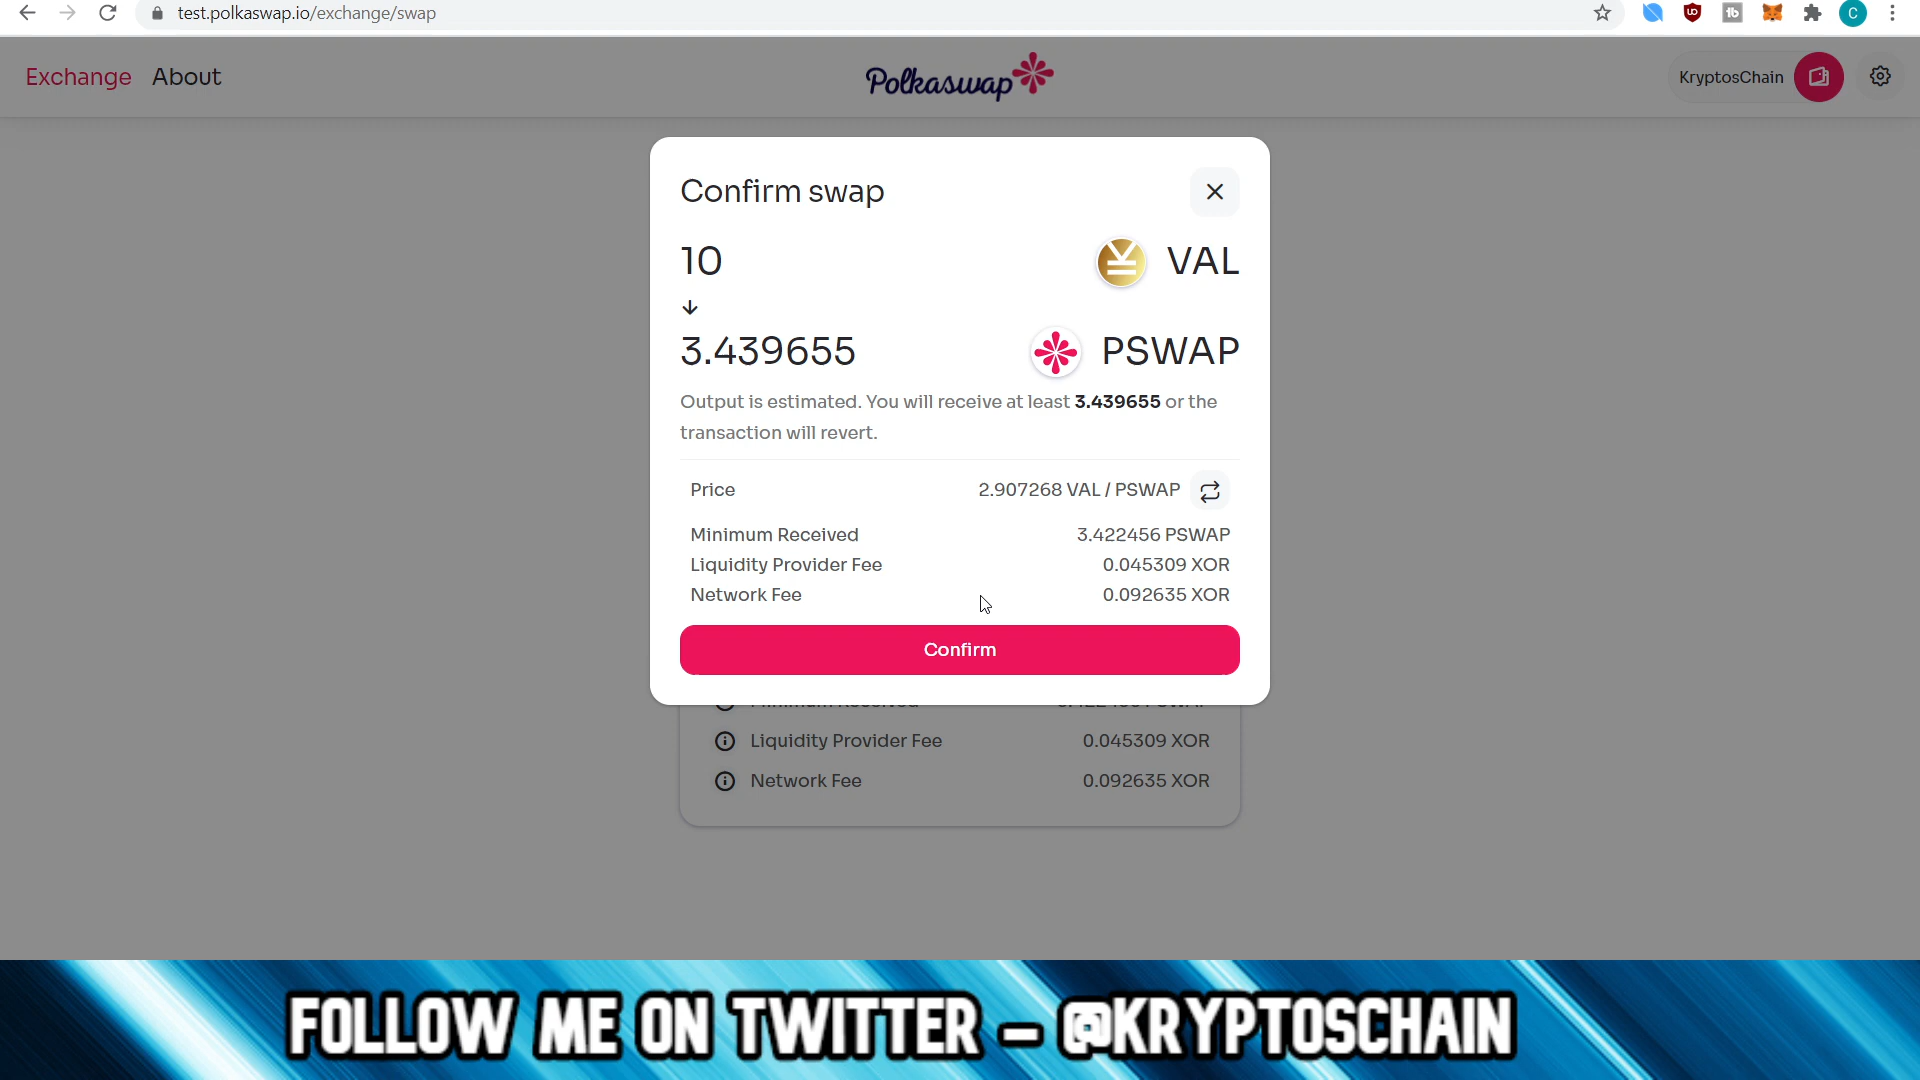 test.polkaswap.io/exchange/swap
Exchange About
Polkaswap
KryptosChain
Confirm swap
10 VAL
3.439655 PSWAP
Output is estimated. You will receive at least 3.439655 or the
transaction will revert.
Price 2.907268 VAL / PSWAP
Minimum Received 3.422456 PSWAP
Liquidity Provider Fee 0.045309 XOR
Network Fee 0.092635 XOR
Confirm
Liquidity Provider Fee 0.045309 XOR
Network Fee 0.092635 XOR
FOLLOW ME ON TWITTER – @KRYPTOSCHAIN